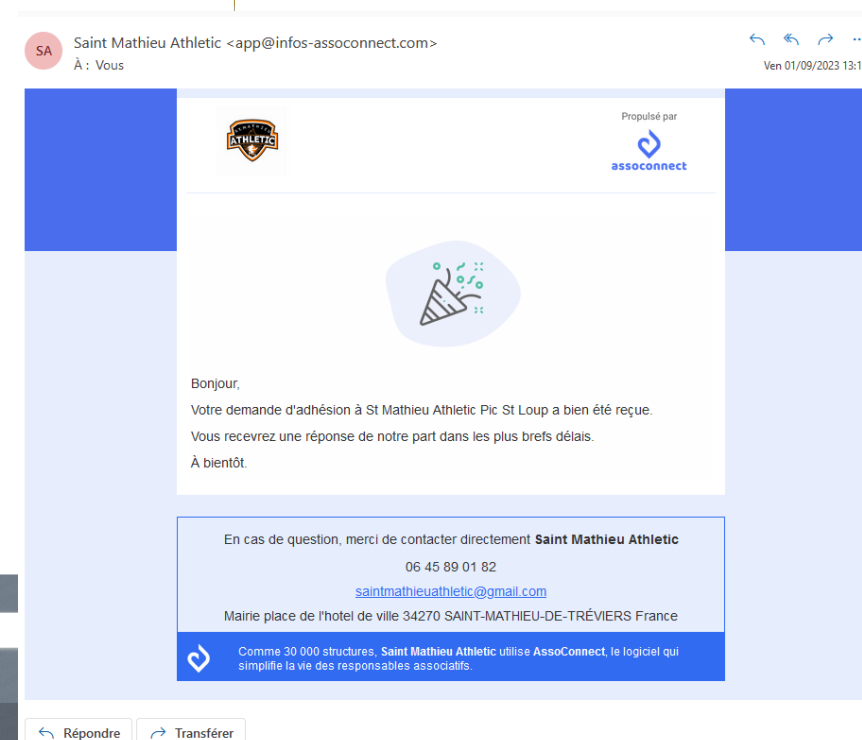 SA
Saint Mathieu Athletic <app@infos-assoconnect.com>
À : Vous
Ven 01/09/2023 13:1
ATHLETIC
Propulsé par
assoconnect
Bonjour,
Votre demande d'adhésion à St Mathieu Athletic Pic St Loup a bien été reçue.
Vous recevrez une réponse de notre part dans les plus brefs délais.
À bientôt.
En cas de question, merci de contacter directement Saint Mathieu Athletic
06 45 89 01 82
saintmathieuathletic@gmail.com
Mairie place de l'hotel de ville 34270 SAINT-MATHIEU-DE-TRÉVIERS France
Comme 30 000 structures, Saint Mathieu Athletic utilise AssoConnect, le logiciel qui
simplifie la vie des responsables associatifs.
Répondre
Transférer